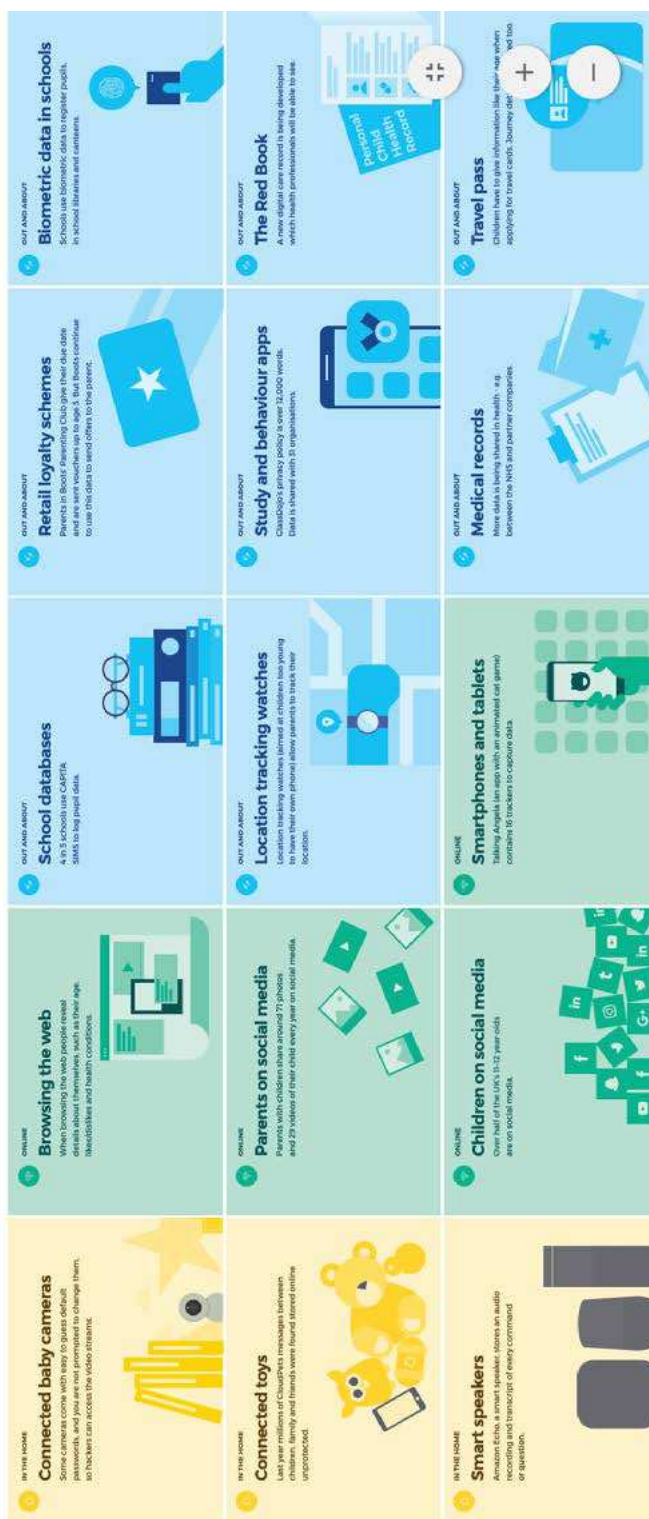 IN THE HOME
Connected baby cameras
Some cameras come with easy to guess default
passwords, and you are not prompted to change them,
so hackers can access the video streams.
ONLINE
Browsing the web
When browsing the web people reveal
details about themselves, such as their age,
likes/dislikes and health conditions.
OUT AND ABOUT
School databases
4 in 5 schools use CAPITA
SIMS to log pupil data.
OUT AND ABOUT
Retail loyalty schemes
Parents in Boots' Parenting Club give their due date
and are sent vouchers up to age 3. But Boots continue
to use this data to send offers to the parent.
OUT AND ABOUT
Biometric data in schools
Schools use biometric data to register pupils,
in school libraries and canteens.
IN THE HOME
Connected toys
Last year millions of CloudPets messages between
children, family and friends were found stored online
unprotected.
ONLINE
Parents on social media
Parents with children share around 71 photos
and 29 videos of their child every year on social media.
OUT AND ABOUT
Location tracking watches
Location tracking watches (aimed at children too young
to have their own phone) allow parents to track their
location.
OUT AND ABOUT
Study and behaviour apps
ClassDojo's privacy policy is over 12,000 words.
Data is shared with 31 organisations.
OUT AND ABOUT
The Red Book
A new digital care record is being developed
which health professionals will be able to see.
Personal
Child
Health
Record
IN THE HOME
Smart speakers
Amazon Echo, a smart speaker, stores an audio
recording and transcript of every command
or question.
ONLINE
Children on social media
Over half of the UK's 11-12 year olds
are on social media.
ONLINE
Smartphones and tablets
Talking Angela (an app with an animated cat game)
contains 16 trackers to capture data.
OUT AND ABOUT
Medical records
More data is being shared in health - e.g.
between the NHS and partner companies.
OUT AND ABOUT
Travel pass
Children have to give information like their age when
applying for travel cards. Journey too.